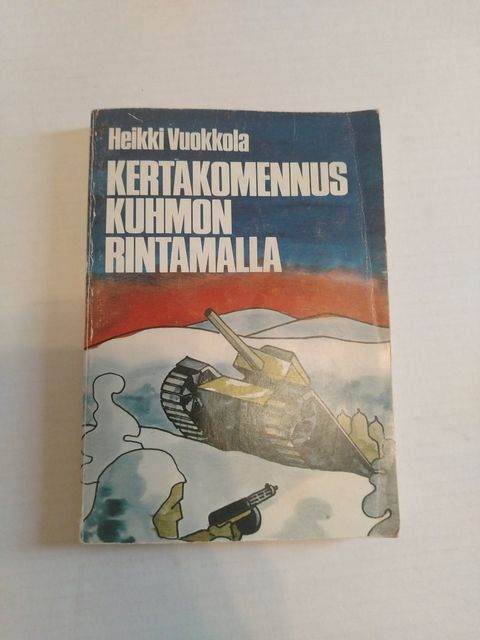 Heikki Vuokkola
KERTAKOMENNUS
KUHMON
RINTAMALLA